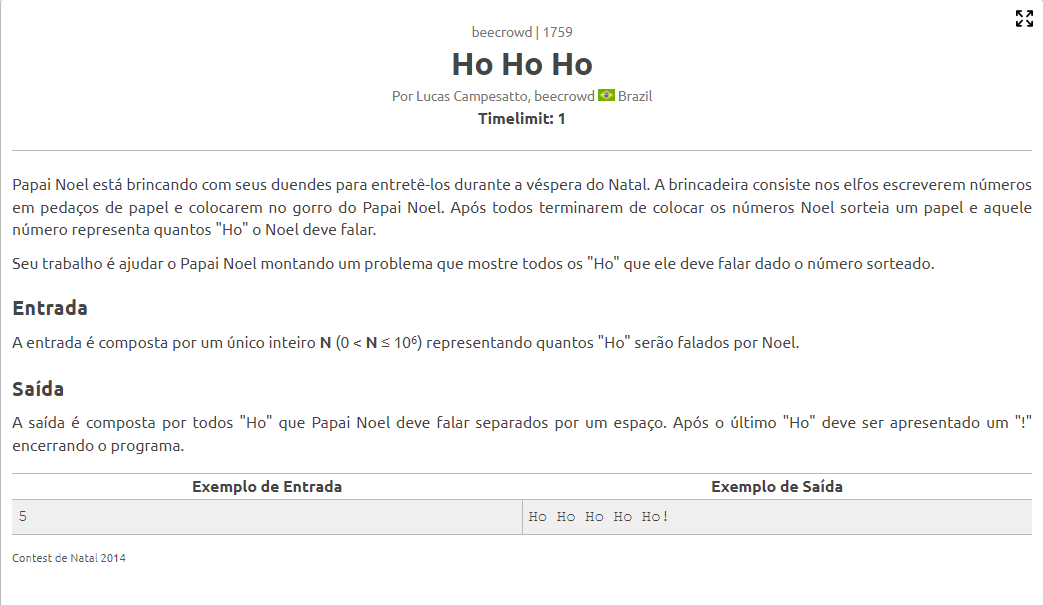 beecrowd | 1759
Ho Ho Ho
Por Lucas Campesatto, beecrowd Brazil
Timelimit: 1
Papai Noel está brincando com seus duendes para entretê-los durante a véspera do Natal. A brincadeira consiste nos elfos escreverem números
em pedaços de papel e colocarem no gorro do Papai Noel. Após todos terminarem de colocar os números Noel sorteia um papel e aquele
número representa quantos "Ho" o Noel deve falar.
Seu trabalho é ajudar o Papai Noel montando um problema que mostre todos os "Ho" que ele deve falar dado o número sorteado.
Entrada
A entrada é composta por um único inteiro N (0 < N ≤ 10⁶) representando quantos "Ho" serão falados por Noel.
Saída
A saída é composta por todos "Ho" que Papai Noel deve falar separados por um espaço. Após o último "Ho" deve ser apresentado um "!"
encerrando o programa.
Exemplo de Entrada Exemplo de Saída
5 Ho Ho Ho Ho Ho!
Contest de Natal 2014